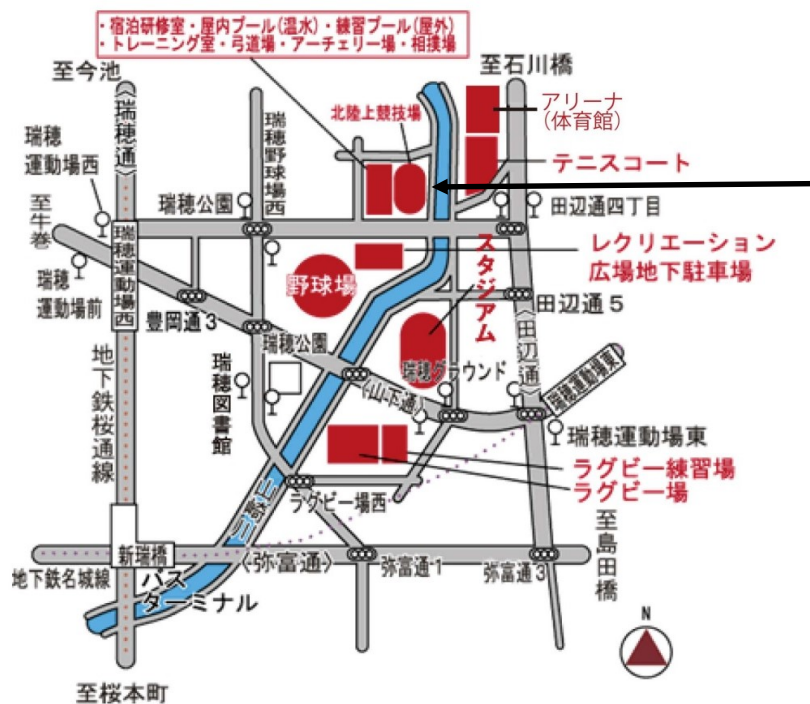 ・宿泊研修室・屋内プール(温水)・練習プール(屋外)
・トレーニング室・弓道場・アーチェリー場・相撲場
至今池
至石川橋
〈瑞穂通〉
瑞穂野球場西
北陸上競技場
アリーナ
(体育館)
瑞穂
運動場西
テニスコート
至牛巻
瑞穂公園
田辺通四丁目
瑞穂運動場西
スタジアム
レクリエーション
広場地下駐車場
瑞穂
運動場前
野球場
豊岡通3
田辺通5
〈田辺通〉
瑞穂公園
瑞穂グラウンド
瑞穂運動場東
地下鉄桜通線
瑞穂図書館
〈山下通〉
瑞穂運動場東
ラグビー練習場
ラグビー場
ラグビー場西
山崎川
至島田橋
新瑞橋
〈弥富通〉
弥富通1
弥富通3
地下鉄名城線
バス
ターミナル
N
至桜本町